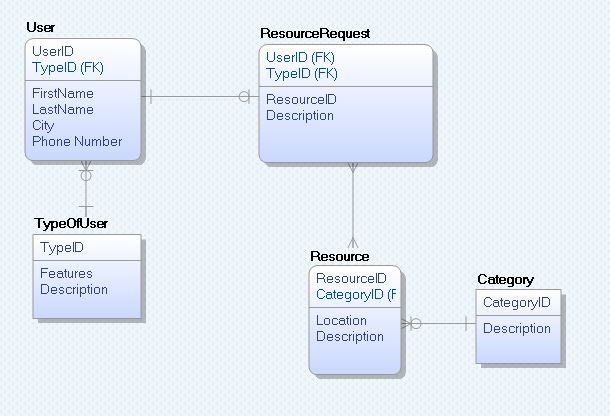 User
UserID
TypeID (FK)
FirstName
LastName
City
Phone Number
ResourceRequest
UserID (FK)
TypeID (FK)
ResourceID
Description
TypeOfUser
TypeID
Features
Description
Resource
ResourceID
CategoryID (F
Location
Description
Category
CategoryID
Description